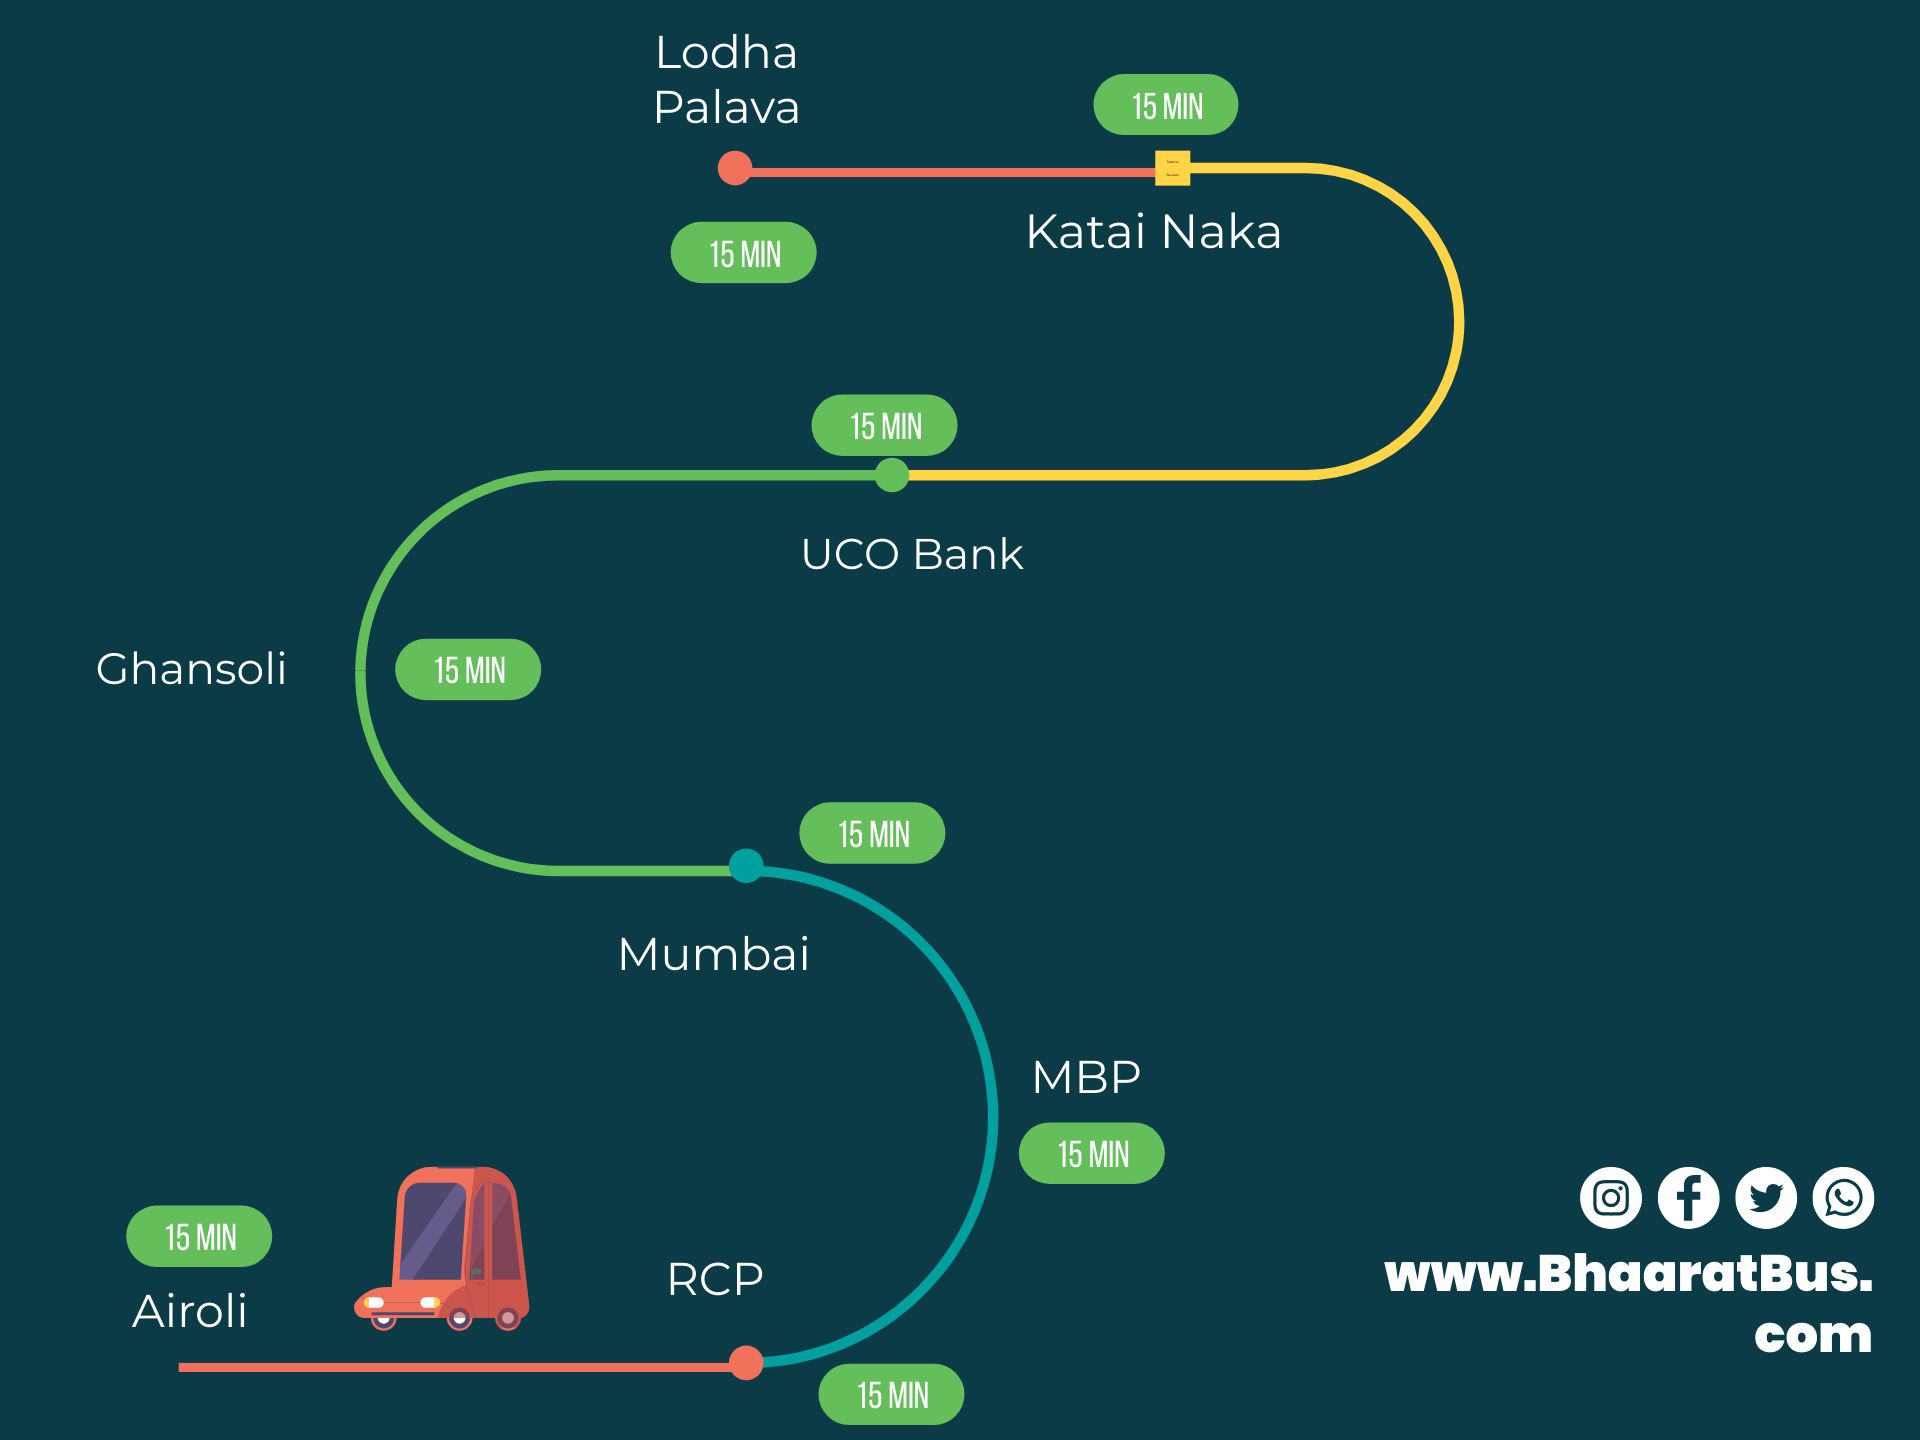 Lodha
Palava
15 MIN
15 MIN
Katai Naka
15 MIN
UCO Bank
Ghansoli
15 MIN
15 MIN
Mumbai
MBP
15 MIN
15 MIN
Airoli
RCP
15 MIN
www.BhaaratBus.
com